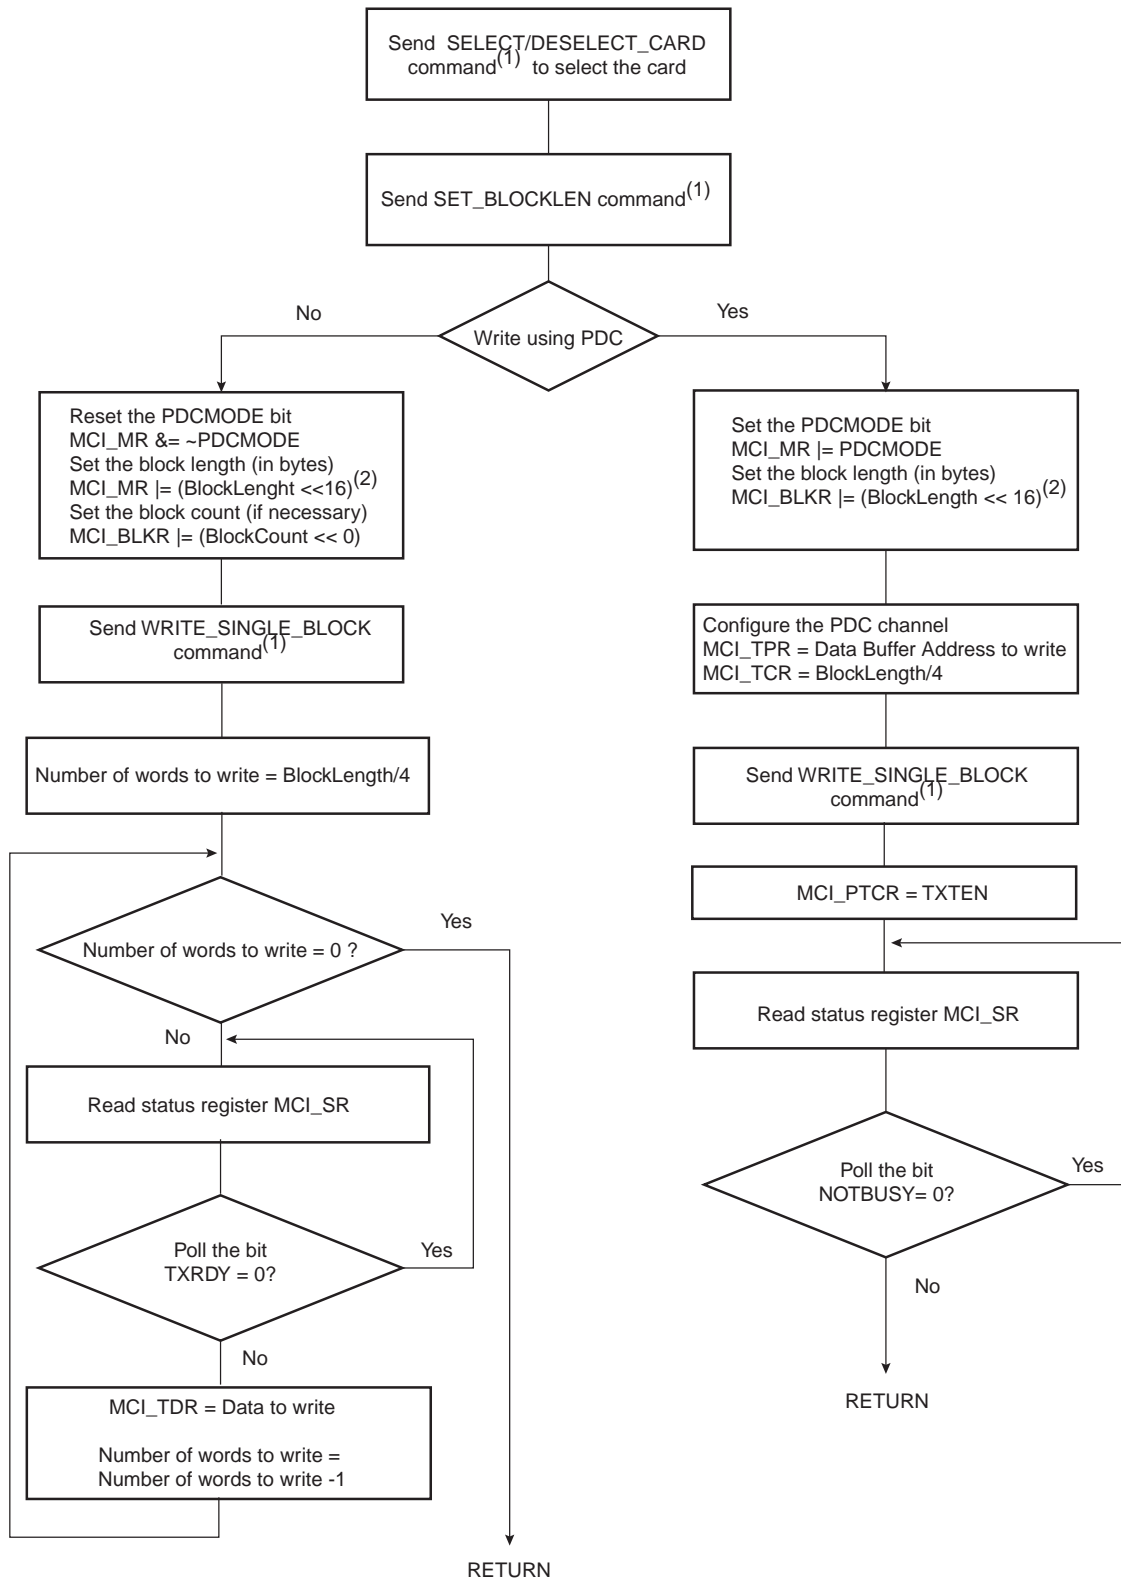 Send SELECT/DESELECT_CARD
command(1) to select the card
Send SET_BLOCKLEN command(1)
No
Yes
Write using PDC
Reset the PDCMODE bit
MCI_MR &= ~PDCMODE
Set the block length (in bytes)
MCI_MR |= (BlockLenght <<16)(2)
Set the block count (if necessary)
MCI_BLKR |= (BlockCount << 0)
Send WRITE_SINGLE_BLOCK
command(1)
Number of words to write = BlockLength/4
Number of words to write = 0 ?
Yes
No
Read status register MCI_SR
Poll the bit
TXRDY = 0?
Yes
No
MCI_TDR = Data to write
Number of words to write =
Number of words to write -1
RETURN
Set the PDCMODE bit
MCI_MR |= PDCMODE
Set the block length (in bytes)
MCI_BLKR |= (BlockLength << 16)(2)
Configure the PDC channel
MCI_TPR = Data Buffer Address to write
MCI_TCR = BlockLength/4
Send WRITE_SINGLE_BLOCK
command(1)
MCI_PTCR = TXTEN
Read status register MCI_SR
Poll the bit
NOTBUSY= 0?
Yes
No
RETURN